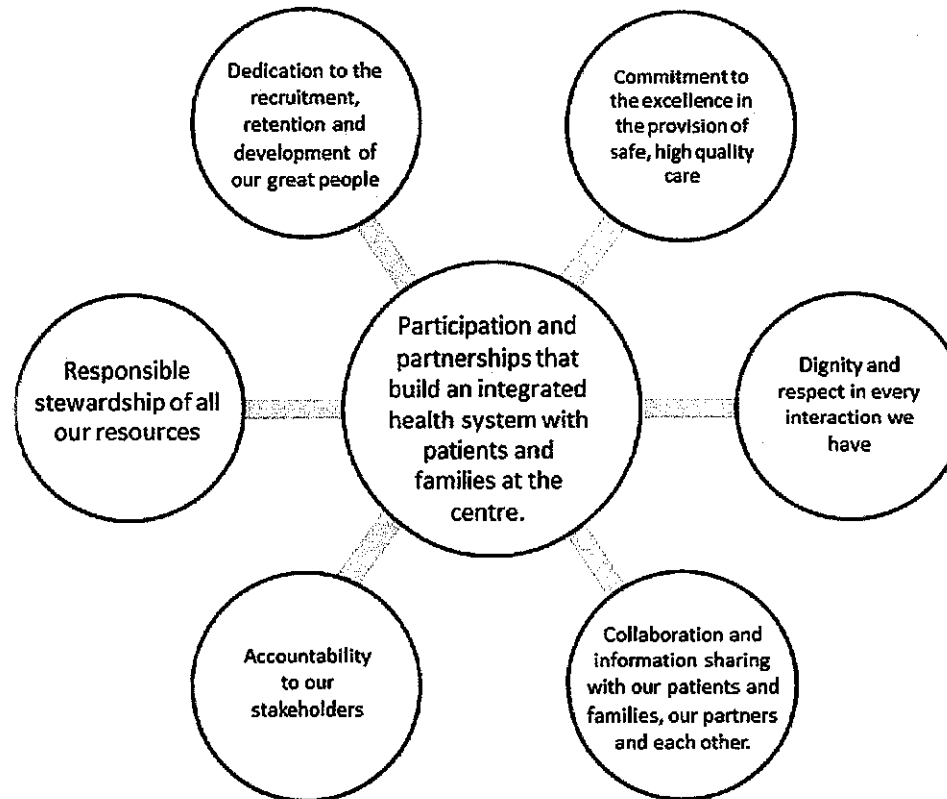 Dedication to the
recruitment,
retention and
development of
our great people
Commitment to
the excellence in
the provision of
safe, high quality
care
Participation and
partnerships that
build an integrated
health system with
patients and
families at the
centre.
Responsible
stewardship of all
our resources
Dignity and
respect in every
interaction we
have
Accountability
to our
stakeholders
Collaboration and
information sharing
with our patients and
families, our partners
and each other.